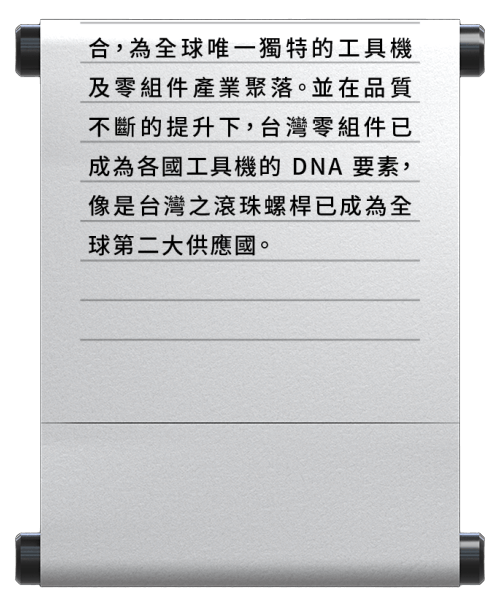 合，為全球唯一獨特的工具機
及零組件產業聚落。並在品質
不斷的提升下，台灣零組件已
成為各國工具機的 DNA 要素，
像是台灣之滾珠螺桿已成為全
球第二大供應國。